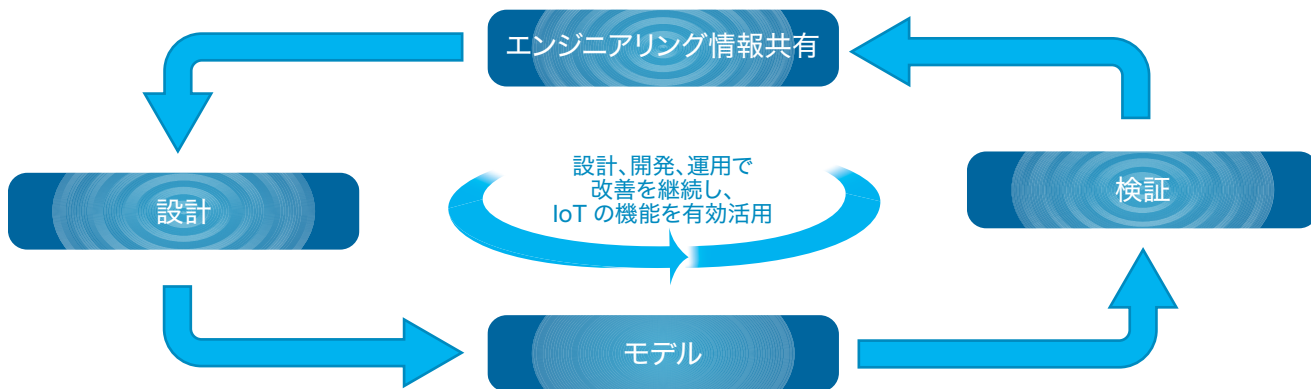 エンジニアリング情報共有
設計、開発、運用で
改善を継続し、
IoT の機能を有効活用
設計
検証
モデル